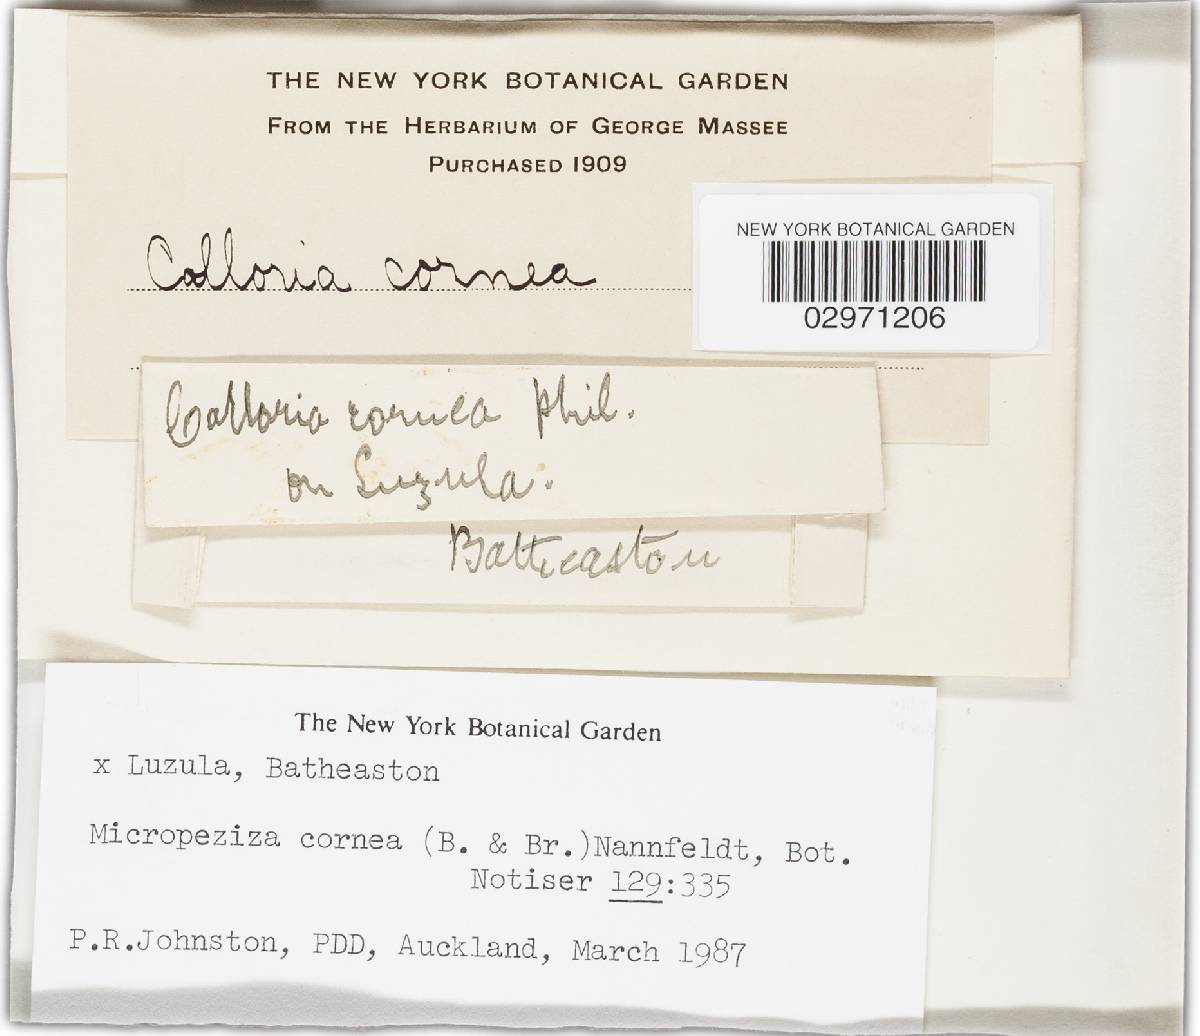 THE NEW YORK BOTANICAL GARDEN
FROM THE HERBARIUM OF GEORGE MASSEE
PURCHASED 1909
Calloria cornea
NEW YORK BOTANICAL GARDEN
02971206
Calloria cornea Phil.
on Luzula.
Batheaston
The New York Botanical Garden
x Luzula, Batheaston
Micropeziza cornea (B. & Br.)Nannfeldt, Bot.
Notiser 129:335
P.R.Johnston, PDD, Auckland, March 1987